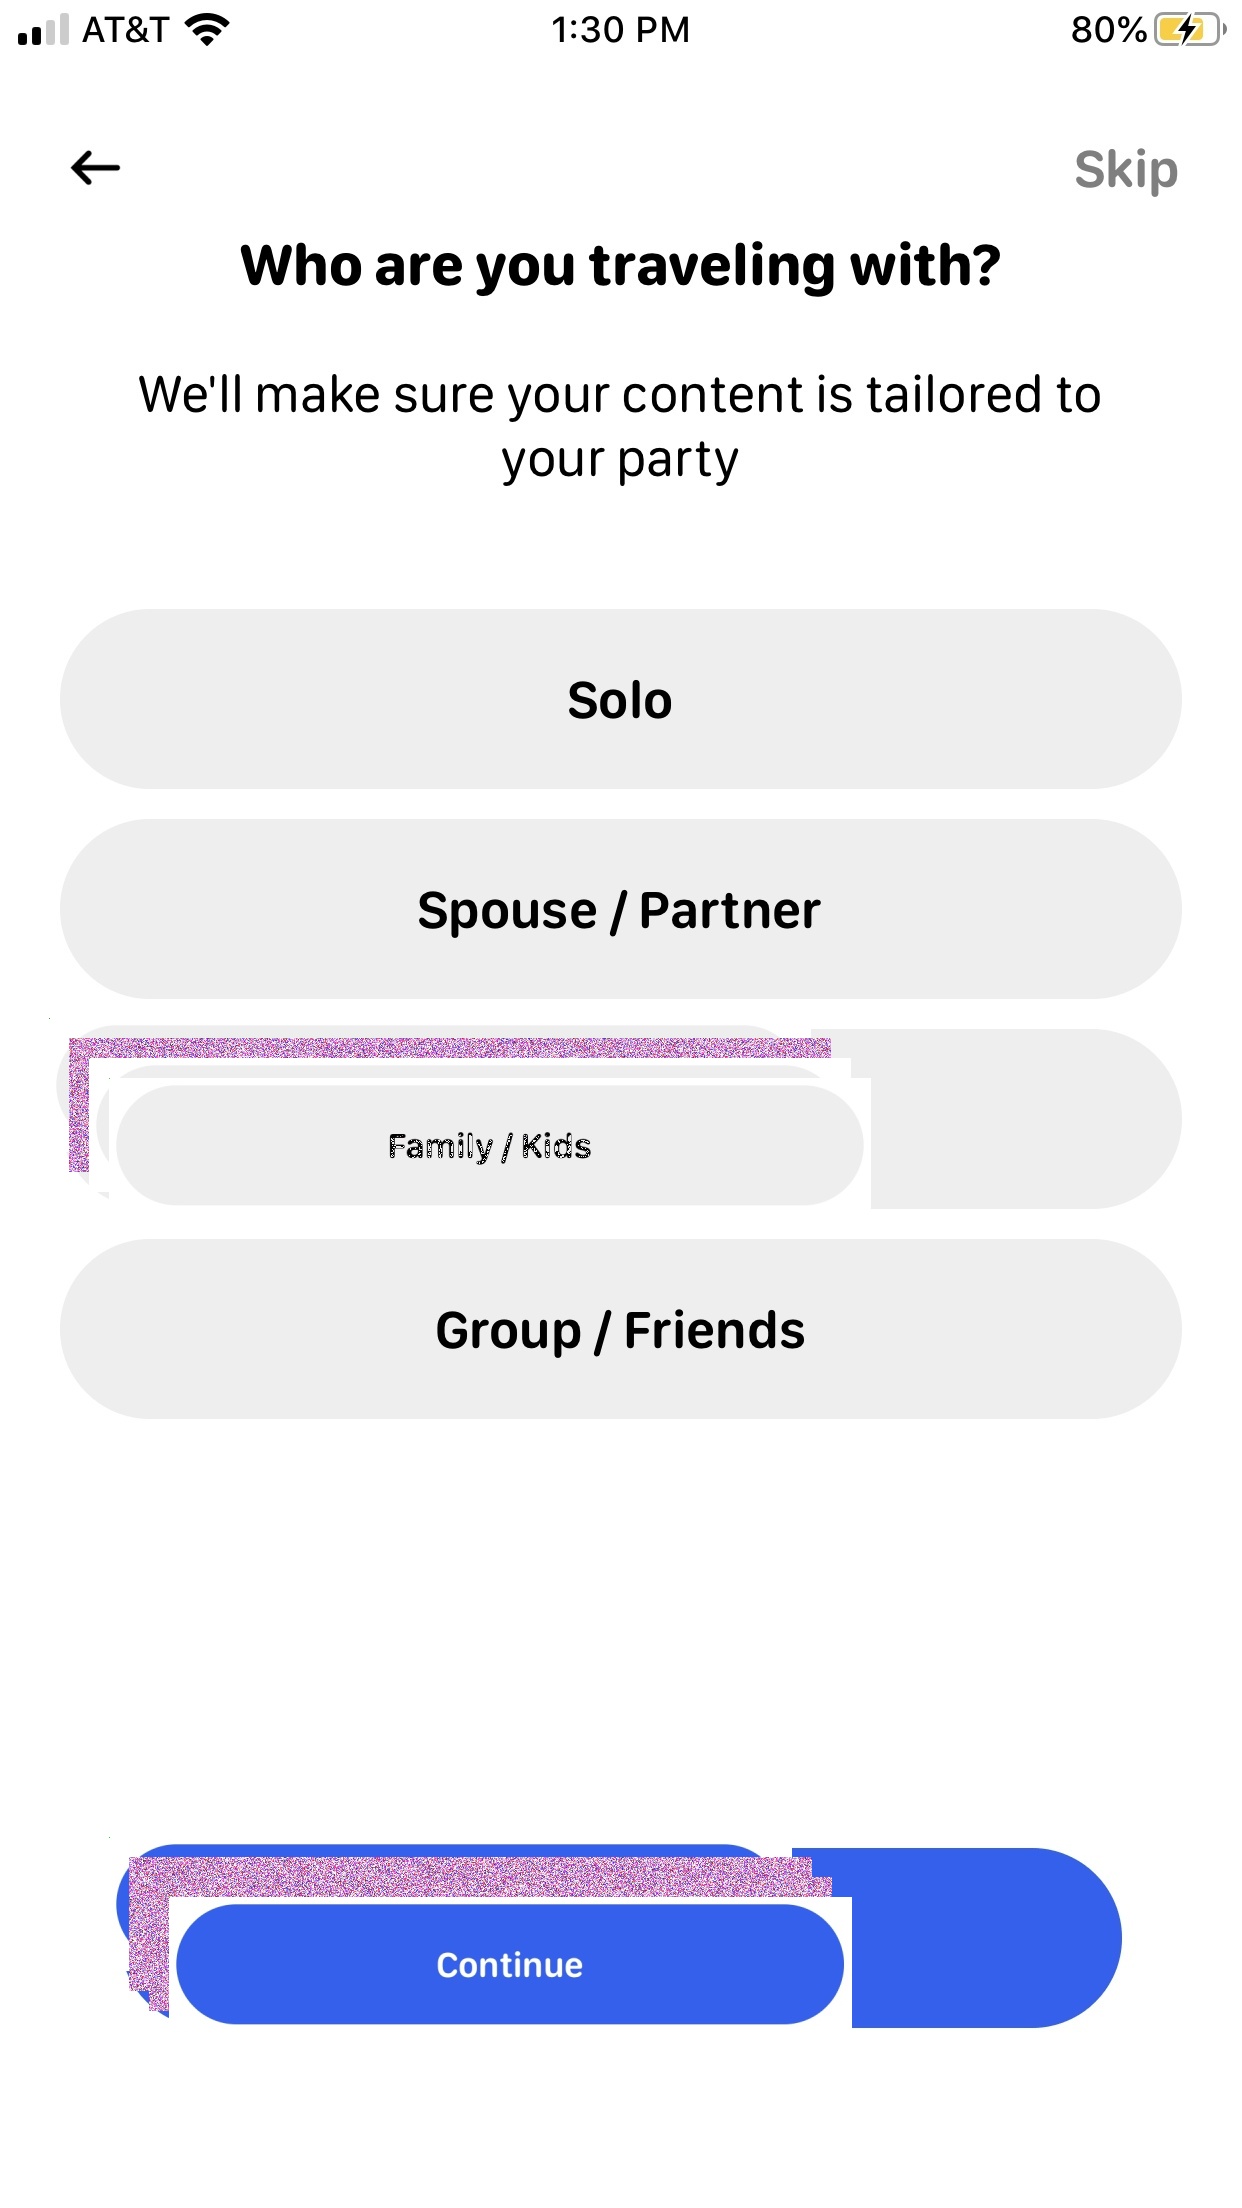 AT&T 1:30 PM 80%
Skip
Who are you traveling with?
We'll make sure your content is tailored to
your party
Solo
Spouse / Partner
Family / Kids
Group / Friends
Continue